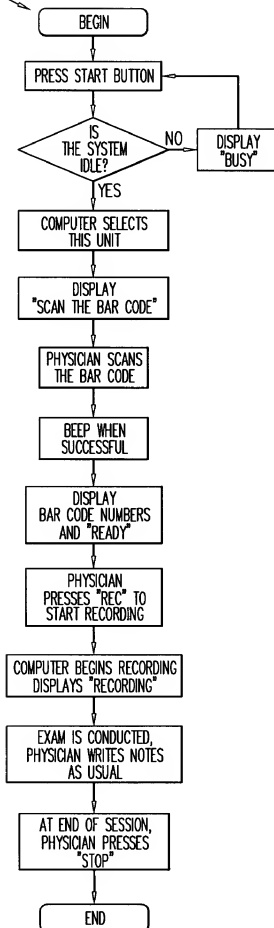 BEGIN
PRESS START BUTTON
IS
THE SYSTEM
IDLE?
NO
DISPLAY
"BUSY"
YES
COMPUTER SELECTS
THIS UNIT
DISPLAY
"SCAN THE BAR CODE"
PHYSICIAN SCANS
THE BAR CODE
BEEP WHEN
SUCCESSFUL
DISPLAY
BAR CODE NUMBERS
AND "READY"
PHYSICIAN
PRESSES "REC" TO
START RECORDING
COMPUTER BEGINS RECORDING
DISPLAYS "RECORDING"
EXAM IS CONDUCTED,
PHYSICIAN WRITES NOTES
AS USUAL
AT END OF SESSION,
PHYSICIAN PRESSES
"STOP"
END